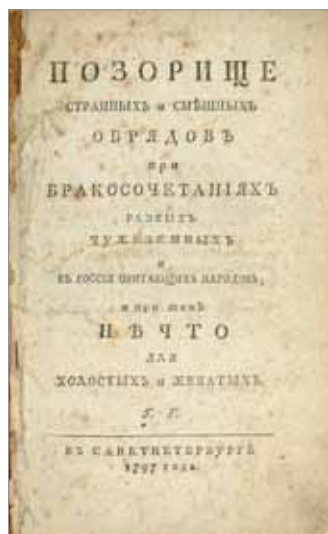 ПОЗОРИЩЕ
СТРАННЫХЪ и СМѢШНЫХЪ
ОБРЯДОВЪ
при
БРАКОСОЧЕТАНІЯХЪ
РАЗНЫХЪ
ЧУЖЕЗЕМНЫХЪ
и
ВЪ РОССІИ ОБИТАЮЩИХЪ НАРОДОВЪ;
и при томъ
НѢЧТО
ДЛЯ
ХОЛОСТЫХЪ и ЖЕНАТЫХЪ.
ВЪ САНКТПЕТЕРБУРГѢ
1797 года.